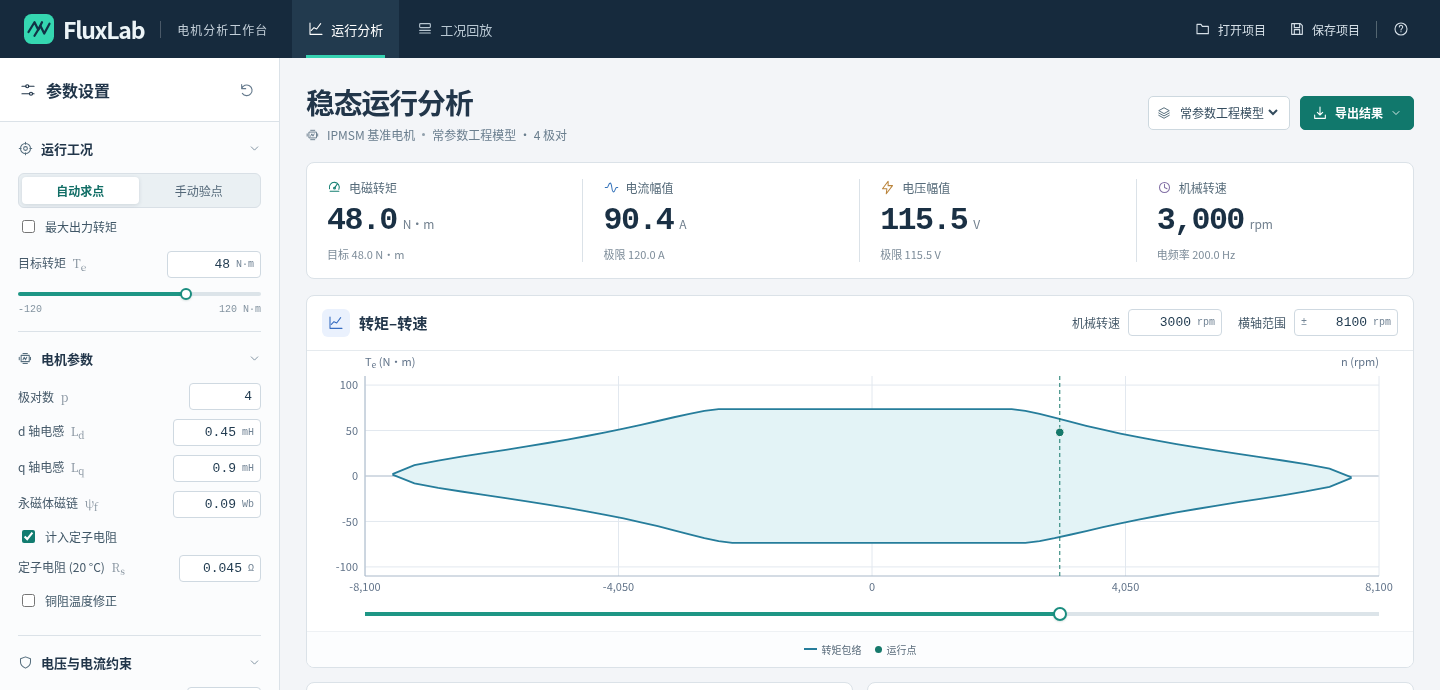 FluxLab 电机分析工作台 运行分析 工况回放 打开项目 保存项目
参数设置
运行工况
自动求点 手动验点
最大出力转矩
目标转矩 Te 48 N·m
-120 120 N·m
电机参数
极对数 p 4
d 轴电感 Ld 0.45 mH
q 轴电感 Lq 0.9 mH
永磁体磁链 ψf 0.09 Wb
计入定子电阻
定子电阻 (20 °C) Rs 0.045 Ω
铜阻温度修正
电压与电流约束
稳态运行分析
IPMSM 基准电机 · 常参数工程模型 · 4 极对
常参数工程模型 导出结果
电磁转矩
48.0 N·m
目标 48.0 N·m
电流幅值
90.4 A
极限 120.0 A
电压幅值
115.5 V
极限 115.5 V
机械转速
3,000 rpm
电频率 200.0 Hz
转矩–转速 机械转速 3000 rpm 横轴范围 ± 8100 rpm
Te (N·m) n (rpm)
100
50
0
-50
-100
-8,100 -4,050 0 4,050 8,100
转矩包络 运行点